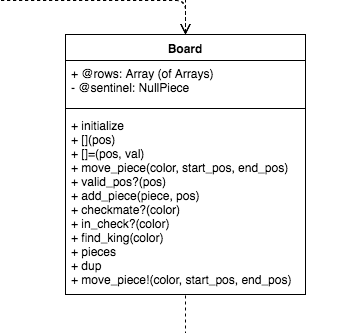 Board
+ @rows: Array (of Arrays)
- @sentinel: NullPiece
+ initialize
+ [](pos)
+ []=(pos, val)
+ move_piece(color, start_pos, end_pos)
+ valid_pos?(pos)
+ add_piece(piece, pos)
+ checkmate?(color)
+ in_check?(color)
+ find_king(color)
+ pieces
+ dup
+ move_piece!(color, start_pos, end_pos)